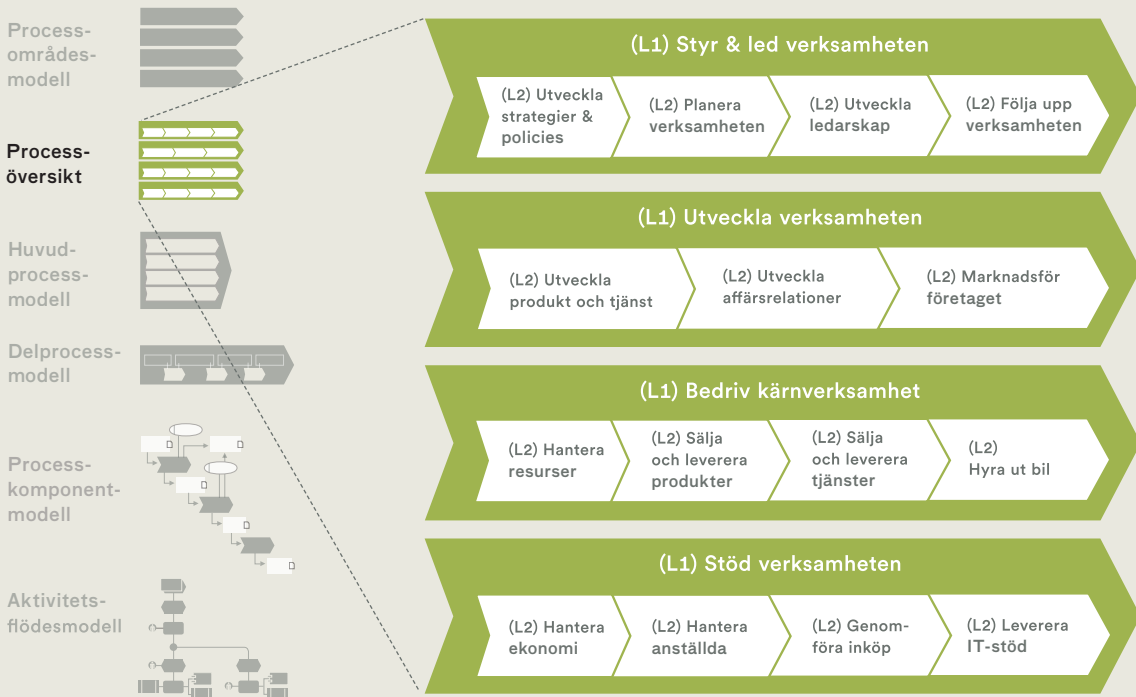 Process-
områdes-
modell
Process-
översikt
Huvud-
process-
modell
Delprocess-
modell
Process-
komponent-
modell
Aktivitets-
flödesmodell
(L1) Styr & led verksamheten
(L2) Utveckla
strategier &
policies
(L2) Planera
verksamheten
(L2) Utveckla
ledarskap
(L2) Följa upp
verksamheten
(L1) Utveckla verksamheten
(L2) Utveckla
produkt och tjänst
(L2) Utveckla
affärsrelationer
(L2) Marknadsför
företaget
(L1) Bedriv kärnverksamhet
(L2) Hantera
resurser
(L2) Sälja
och leverera
produkter
(L2) Sälja
och leverera
tjänster
(L2)
Hyra ut bil
(L1) Stöd verksamheten
(L2) Hantera
ekonomi
(L2) Hantera
anställda
(L2) Genom-
föra inköp
(L2) Leverera
IT-stöd